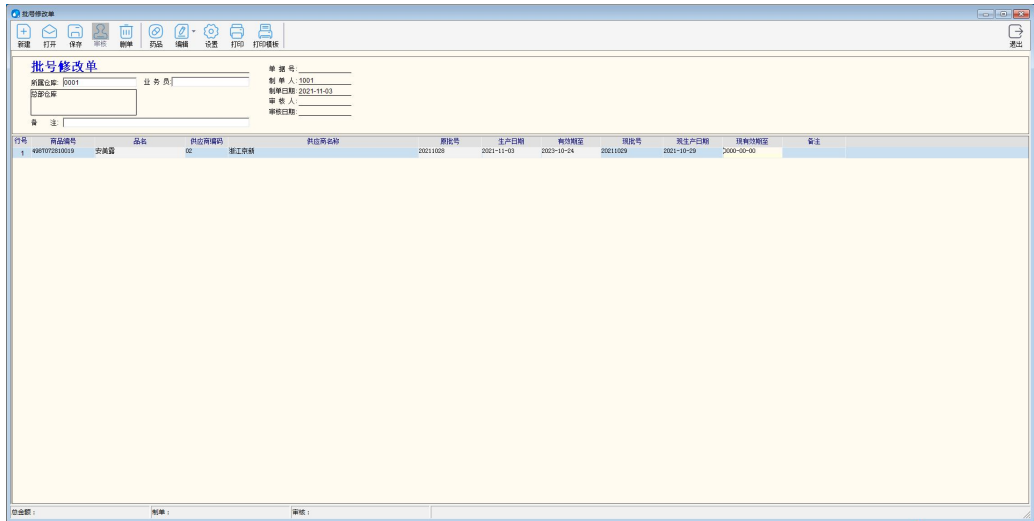 批号修改单
新建 打开 保存 审核 删单 药品 编辑 设置 打印 打印模板 退出
批号修改单
单 据 号:
所属仓库: 0001 业 务 员: 制 单 人: 1001
总部仓库 制单日期: 2021-11-03
审 核 人:
备 注: 审核日期:
行号 商品编号 品名 供应商编码 供应商名称 原批号 生产日期 有效期至 现批号 现生产日期 现有效期至 备注
1 4987072810019 安美露 02 浙江京新 20211028 2021-11-03 2023-10-24 20211029 2021-10-29 0000-00-00
总金额: 制单: 审核: